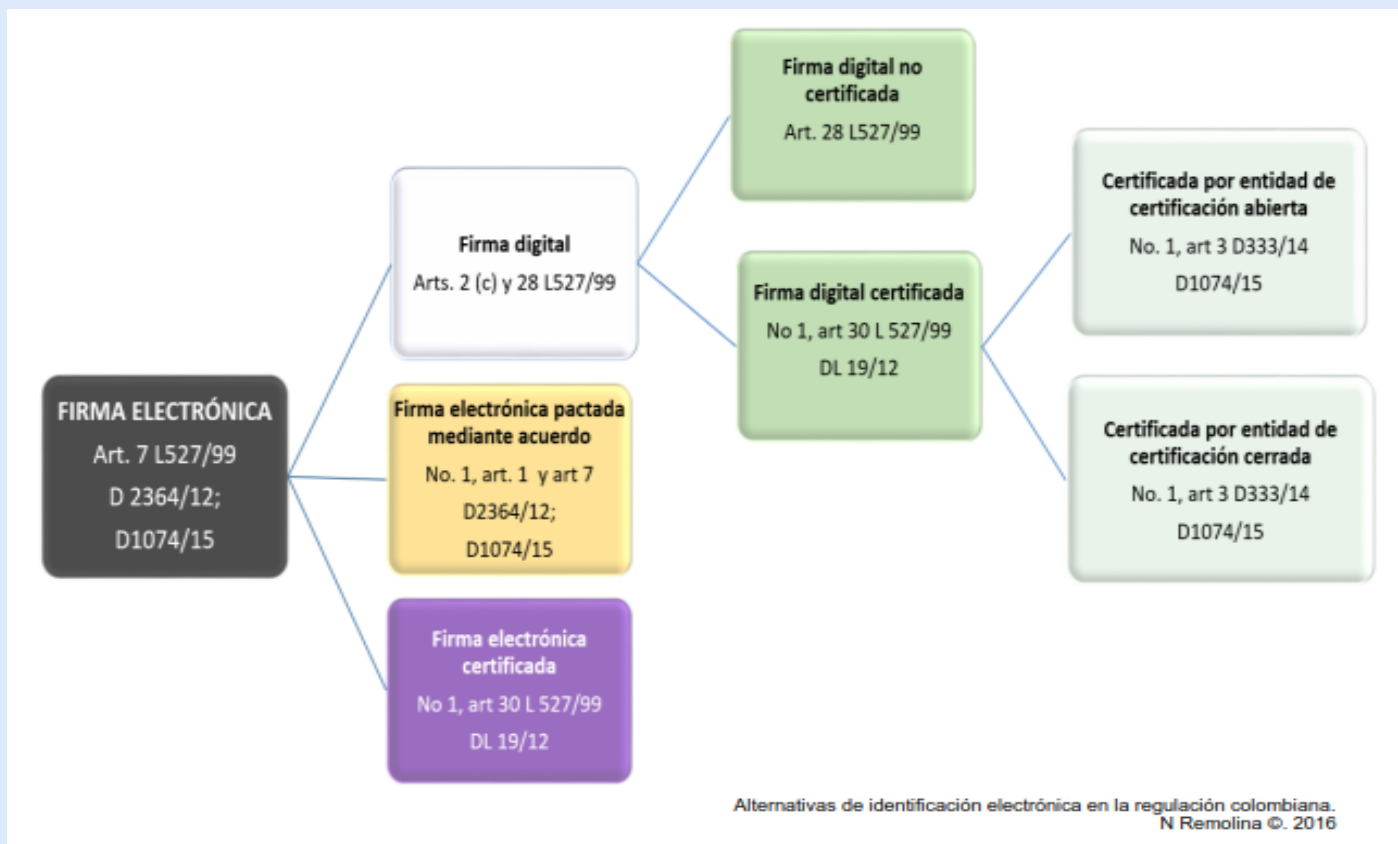 FIRMA ELECTRÓNICA
Art. 7 L527/99
D 2364/12;
D1074/15
Firma digital
Arts. 2 (c) y 28 L527/99
Firma electrónica pactada
mediante acuerdo
No. 1, art. 1 y art 7
D2364/12;
D1074/15
Firma electrónica
certificada
No 1, art 30 L 527/99
DL 19/12
Firma digital no
certificada
Art. 28 L527/99
Firma digital certificada
No 1, art 30 L 527/99
DL 19/12
Certificada por entidad de
certificación abierta
No. 1, art 3 D333/14
D1074/15
Certificada por entidad de
certificación cerrada
No. 1, art 3 D333/14
D1074/15
Alternativas de identificación electrónica en la regulación colombiana.
N Remolina ©. 2016